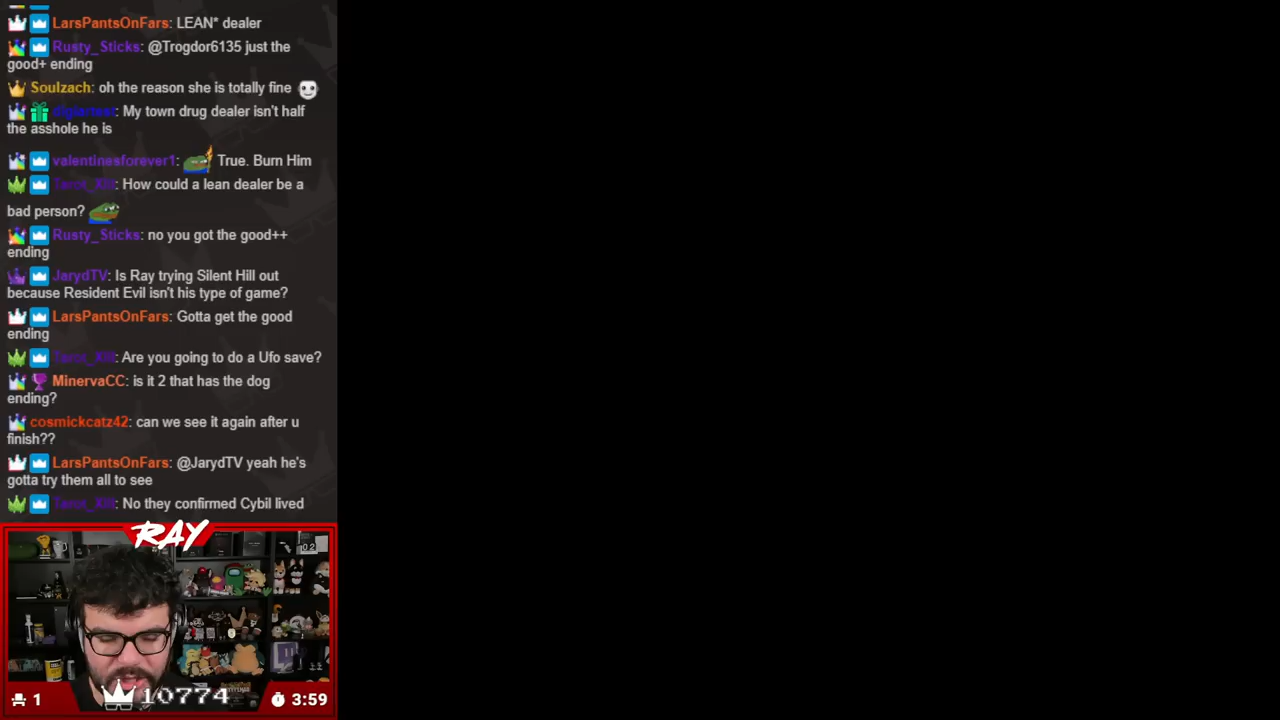 LarsPantsOnFars: LEAN* dealer
Rusty_Sticks: @Trogdor6135 just the
good+ ending
Soulzach: oh the reason she is totally fine
My town drug dealer isn't half
the asshole he is
valentinesforever1: True. Burn Him
Tarot_XIII: How could a lean dealer be a
bad person?
Rusty_Sticks: no you got the good++
ending
JarydTV: Is Ray trying Silent Hill out
because Resident Evil isn't his type of game?
LarsPantsOnFars: Gotta get the good
ending
Tarot_XIII: Are you going to do a Ufo save?
MinervaCC: is it 2 that has the dog
ending?
cosmickcatz42: can we see it again after u
finish??
LarsPantsOnFars: @JarydTV yeah he's
gotta try them all to see
Tarot_XIII: No they confirmed Cybil lived
RAY
1
10774
3:59